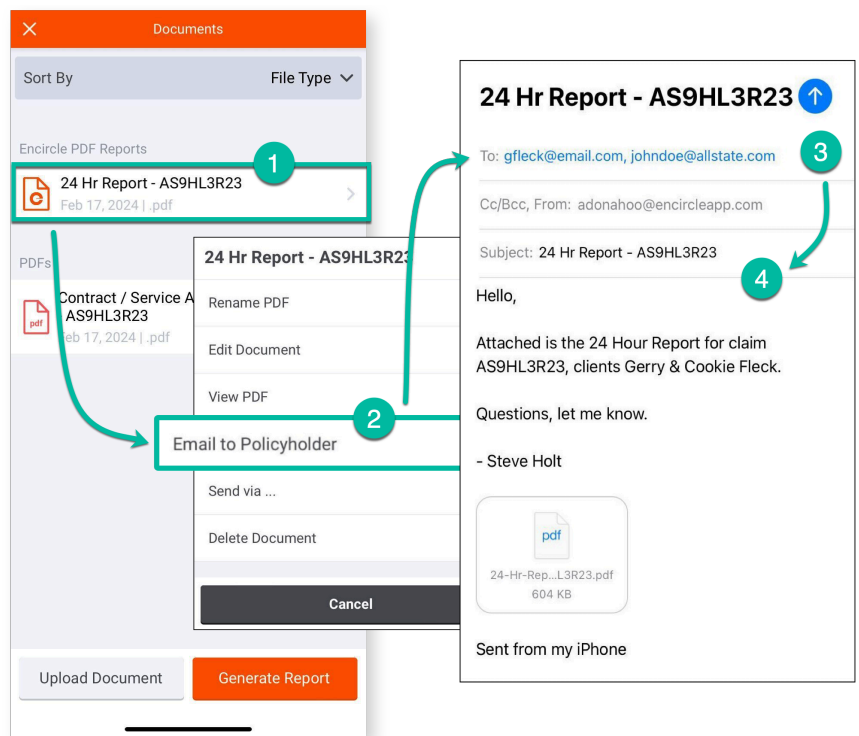 Documents
Sort By
File Type
Encircle PDF Reports
1
24 Hr Report - AS9HL3R23
Feb 17, 2024 | .pdf
PDFs
pdf
Contract / Service A
AS9HL3R23
eb 17, 2024 | .pdf
24 Hr Report - AS9HL3R23
Rename PDF
Edit Document
View PDF
2
Email to Policyholder
Send via ...
Delete Document
Cancel
Upload Document
Generate Report
24 Hr Report - AS9HL3R23
To: gfleck@email.com, johndoe@allstate.com
3
Cc/Bcc, From: adonahoo@encircleapp.com
Subject: 24 Hr Report - AS9HL3R23
4
Hello,
Attached is the 24 Hour Report for claim
AS9HL3R23, clients Gerry & Cookie Fleck.
Questions, let me know.
- Steve Holt
pdf
24-Hr-Rep...L3R23.pdf
604 KB
Sent from my iPhone